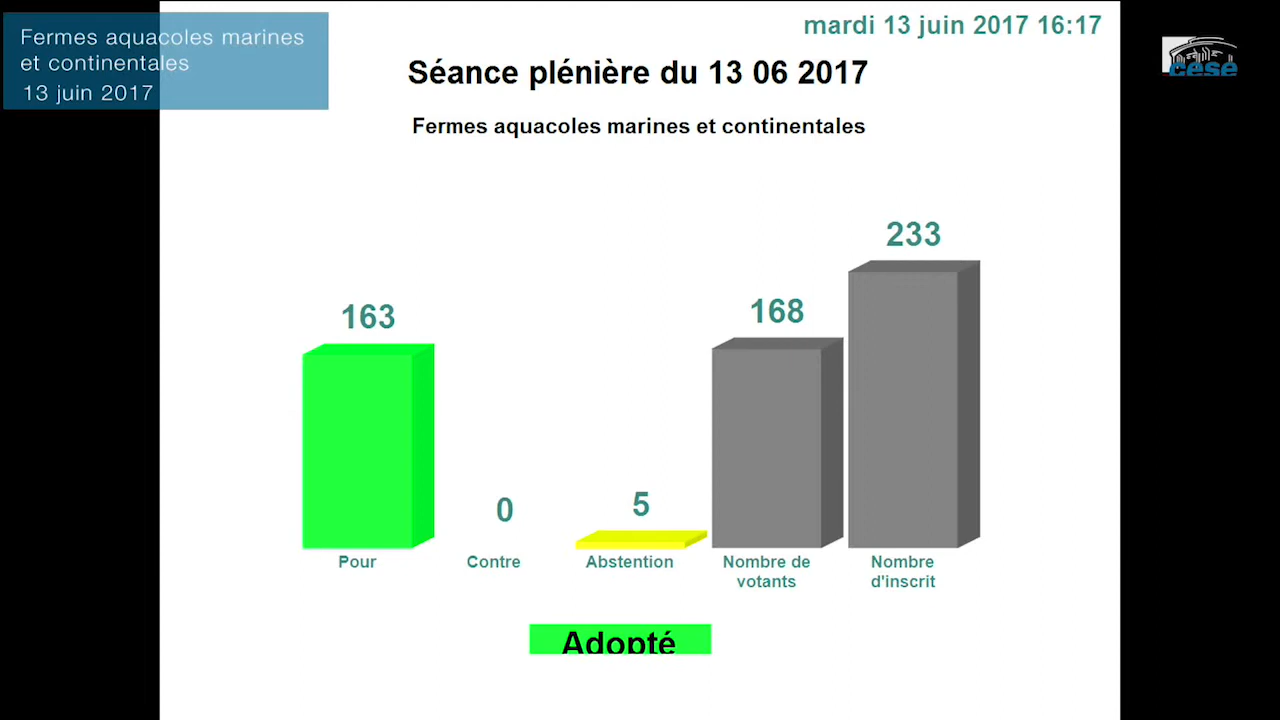 Fermes aquacoles marines
et continentales
13 juin 2017
mardi 13 juin 2017 16:17
cese
Séance plénière du 13 06 2017
Fermes aquacoles marines et continentales
233
163
168
0
5
Pour
Contre
Abstention
Nombre de
votants
Nombre
d'inscrit
Adopté